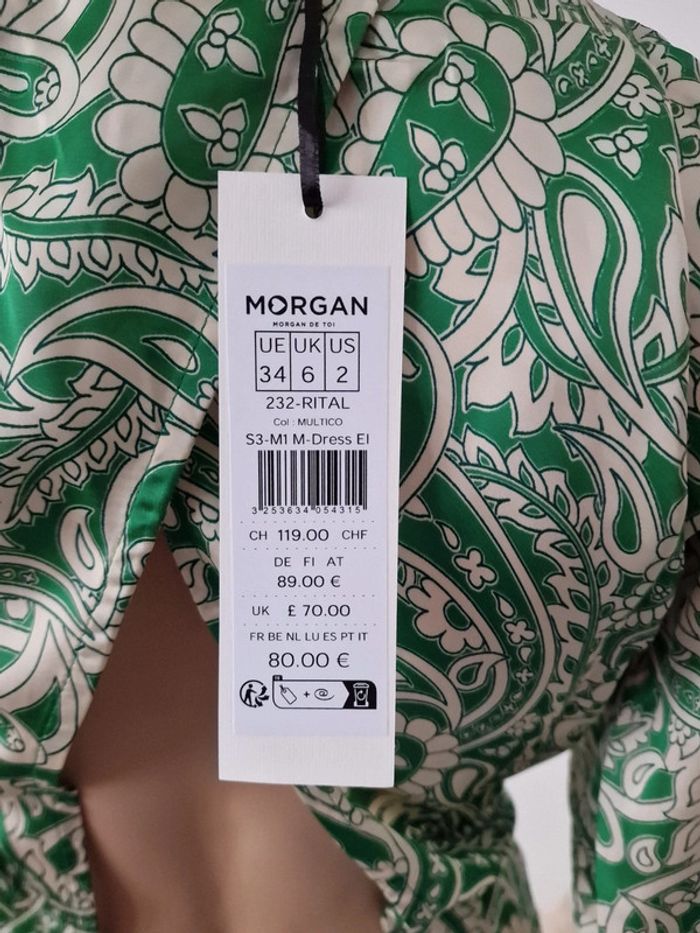 MORGAN
MORGAN DE TOI
UE UK US
34 6 2
232-RITAL
Col : MULTICO
S3-M1 M-Dress El
3 253634 054315
CH 119.00 CHF
DE FI AT
89.00 €
UK £ 70.00
FR BE NL LU ES PT IT
80.00 €
+